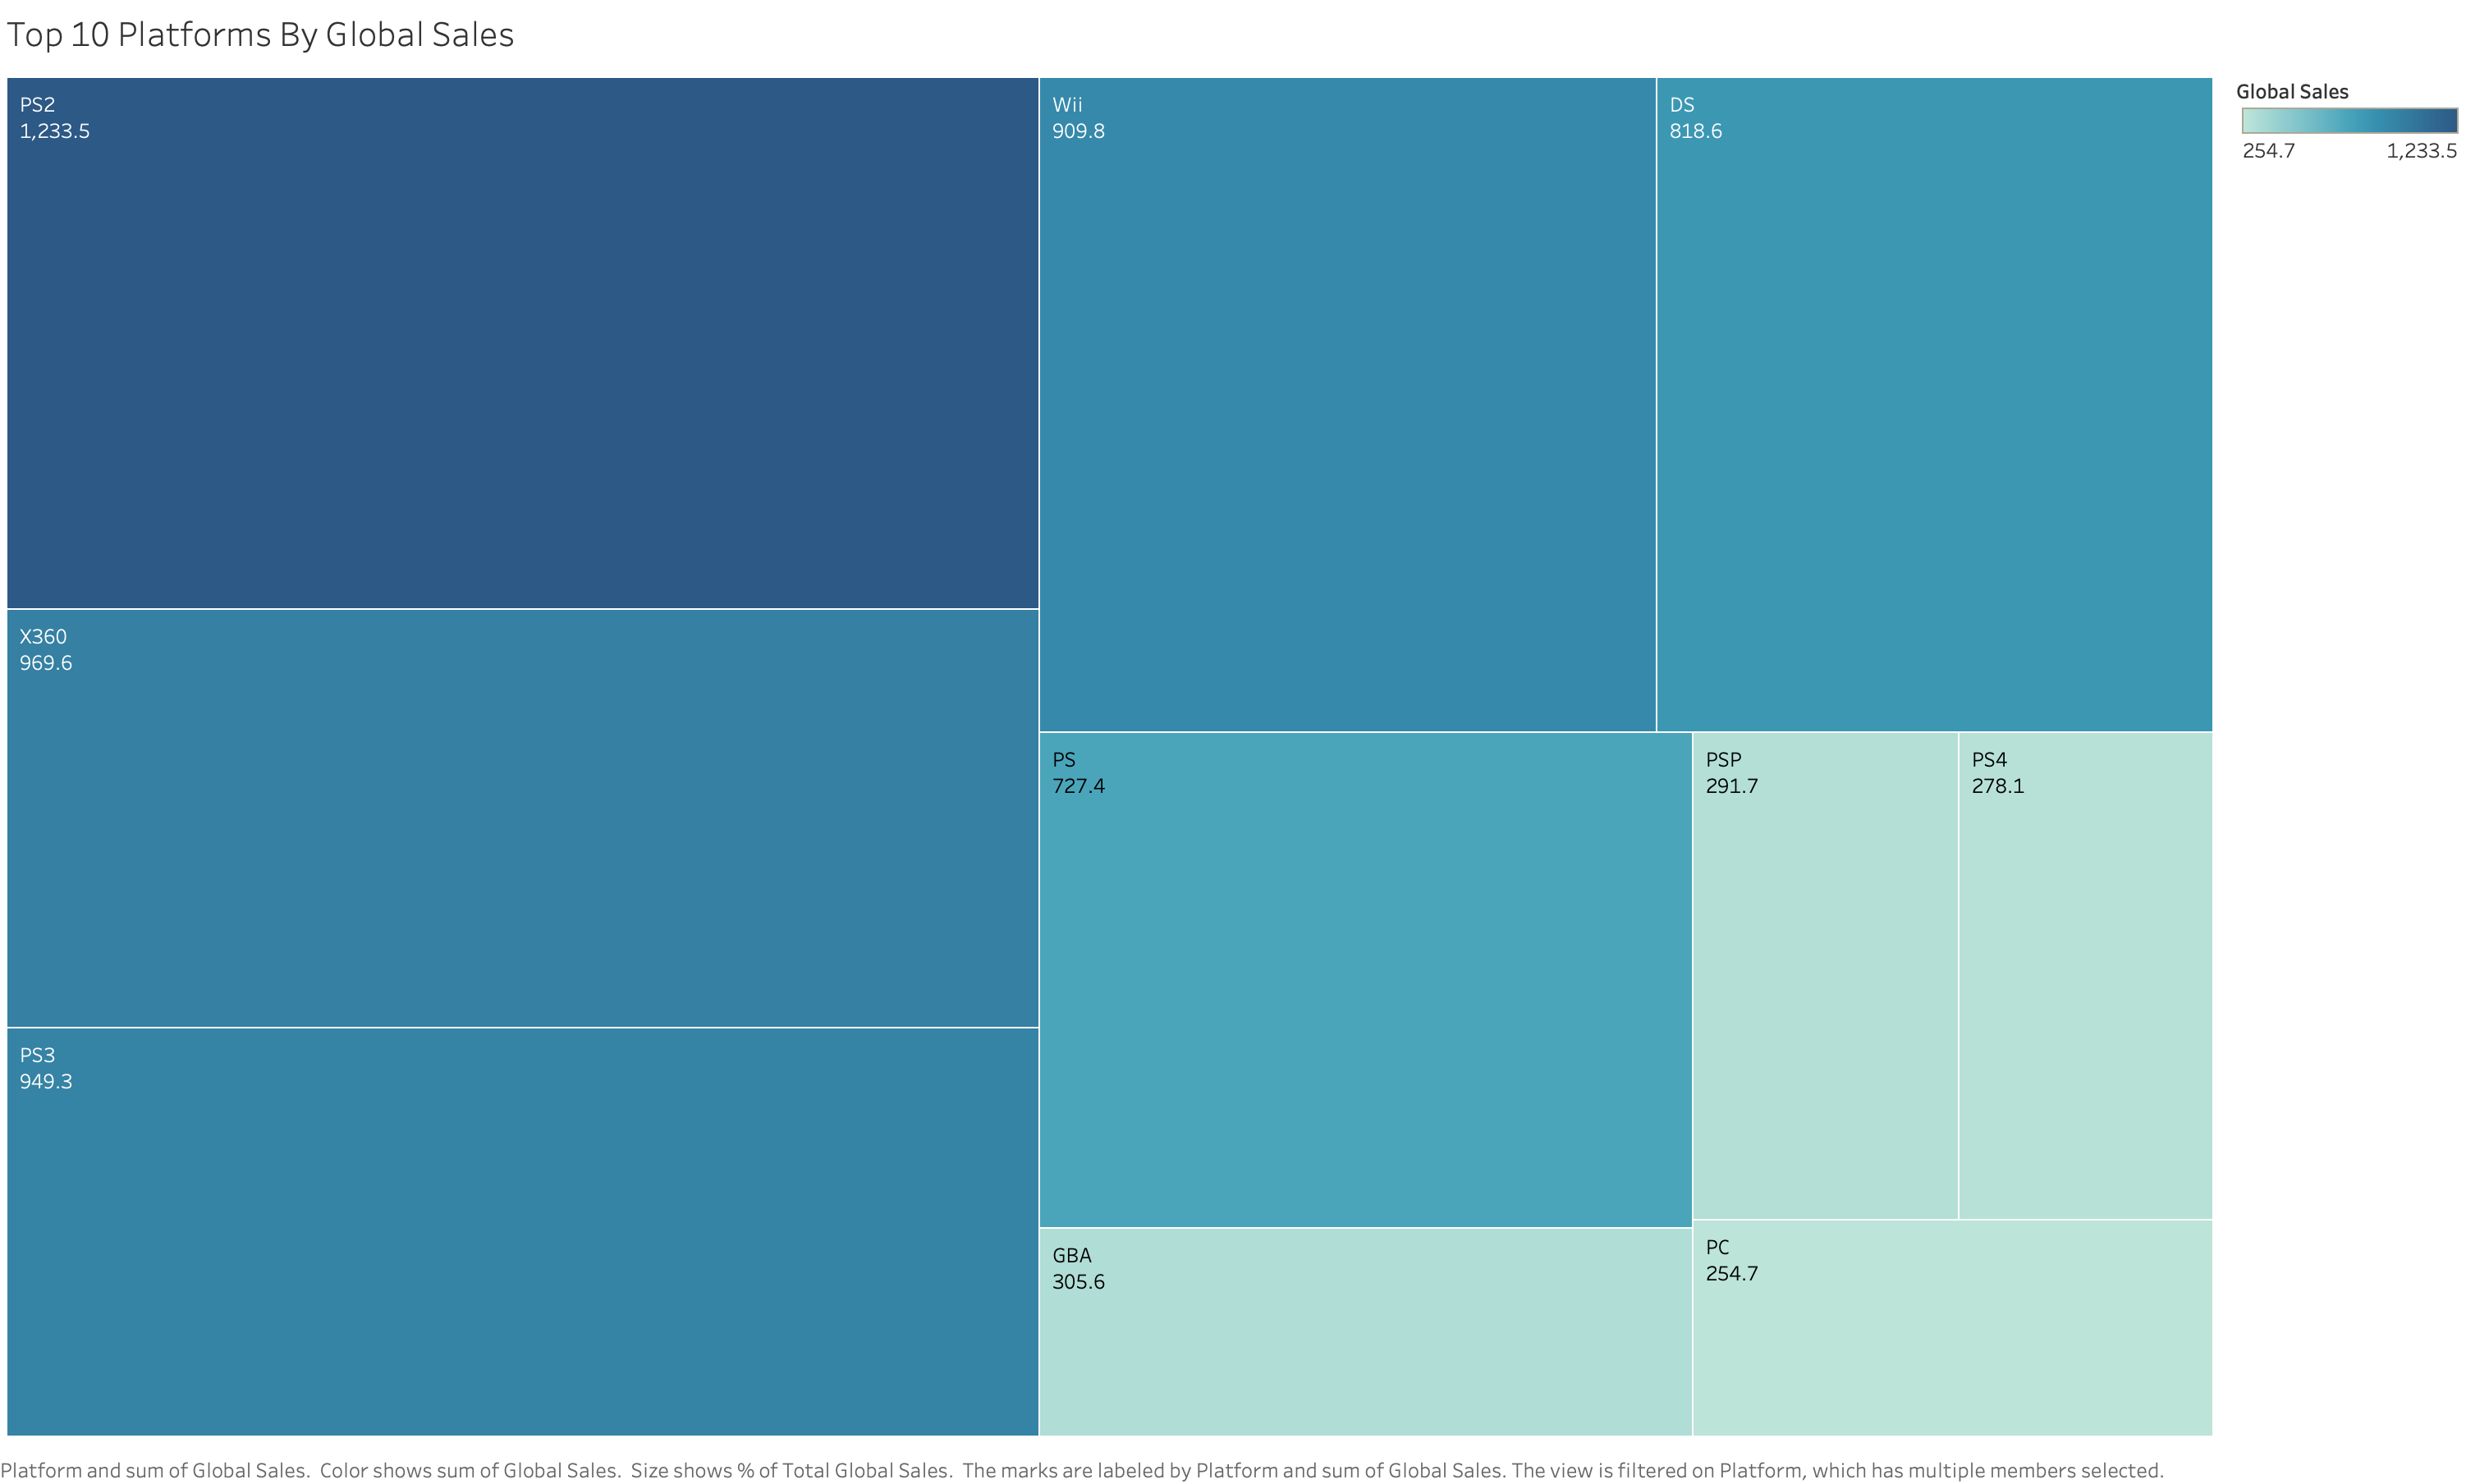 Top 10 Platforms By Global Sales
PS2
1,233.5
X360
969.6
PS3
949.3
Wii
909.8
DS
818.6
PS
727.4
GBA
305.6
PSP
291.7
PS4
278.1
PC
254.7
Global Sales
254.7 1,233.5
Platform and sum of Global Sales. Color shows sum of Global Sales. Size shows % of Total Global Sales. The marks are labeled by Platform and sum of Global Sales. The view is filtered on Platform, which has multiple members selected.